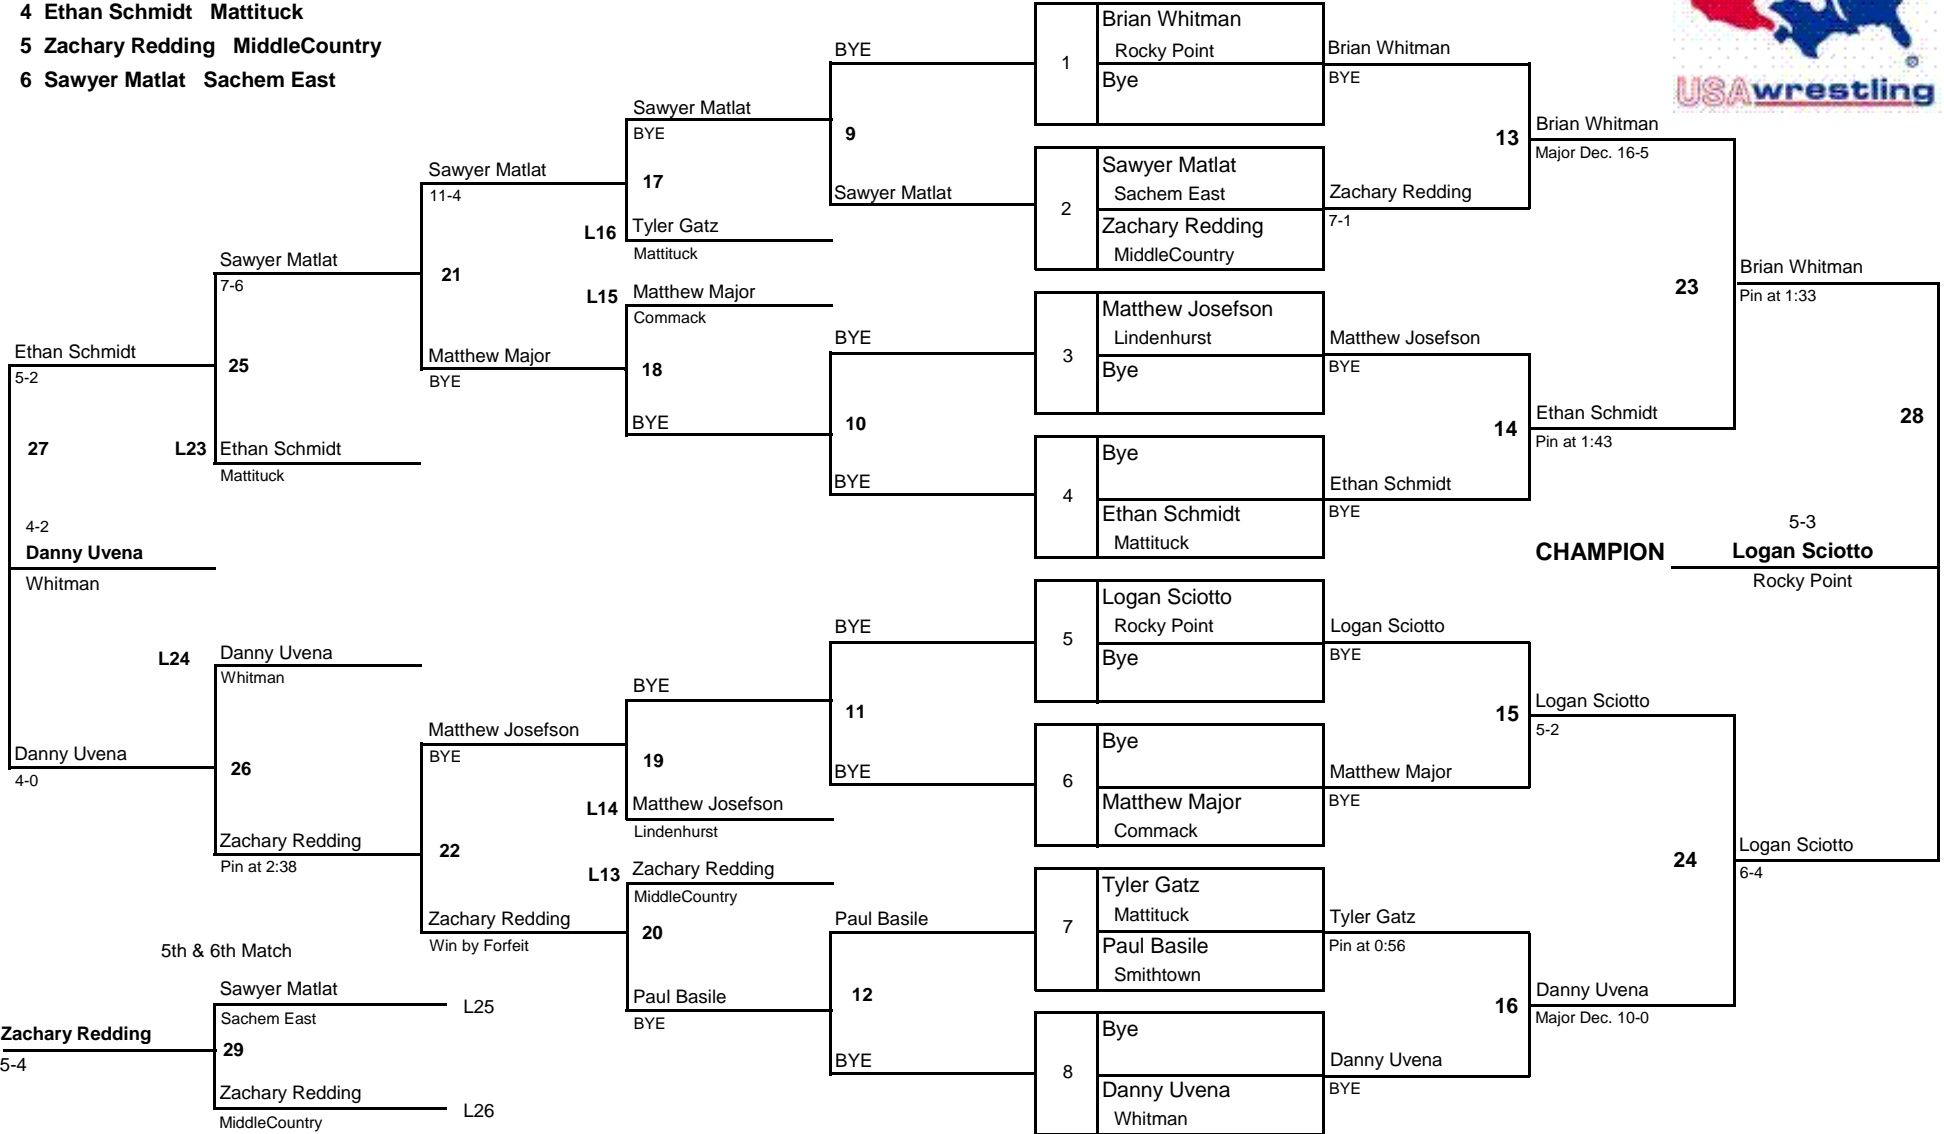 4 Ethan Schmidt Mattituck
5 Zachary Redding MiddleCountry
6 Sawyer Matlat Sachem East
USAwrestling
1
Brian Whitman
Rocky Point
Bye
2
Sawyer Matlat
Sachem East
Zachary Redding
MiddleCountry
3
Matthew Josefson
Lindenhurst
Bye
4
Bye
Ethan Schmidt
Mattituck
5
Logan Sciotto
Rocky Point
Bye
6
Bye
Matthew Major
Commack
7
Tyler Gatz
Mattituck
Paul Basile
Smithtown
8
Bye
Danny Uvena
Whitman
Brian Whitman
BYE
13
Zachary Redding
7-1
Matthew Josefson
BYE
14
Ethan Schmidt
BYE
Logan Sciotto
BYE
15
Matthew Major
BYE
Tyler Gatz
Pin at 0:56
16
Danny Uvena
BYE
Brian Whitman
Major Dec. 16-5
23
Ethan Schmidt
Pin at 1:43
Logan Sciotto
5-2
24
Danny Uvena
Major Dec. 10-0
Brian Whitman
Pin at 1:33
28
5-3
CHAMPION Logan Sciotto
Rocky Point
Logan Sciotto
6-4
BYE
9
Sawyer Matlat
BYE
10
BYE
BYE
11
BYE
Paul Basile
12
BYE
Sawyer Matlat
BYE
17
L16 Tyler Gatz
Mattituck
L15 Matthew Major
Commack
18
BYE
BYE
19
L14 Matthew Josefson
Lindenhurst
L13 Zachary Redding
MiddleCountry
20
Paul Basile
BYE
Sawyer Matlat
11-4
21
Matthew Major
BYE
Matthew Josefson
BYE
22
Zachary Redding
Win by Forfeit
Sawyer Matlat
7-6
25
L23 Ethan Schmidt
Mattituck
L24 Danny Uvena
Whitman
26
Zachary Redding
Pin at 2:38
Ethan Schmidt
5-2
27
4-2
Danny Uvena
Whitman
Danny Uvena
4-0
5th & 6th Match
Sawyer Matlat L25
Sachem East
Zachary Redding
29
5-4
Zachary Redding L26
MiddleCountry